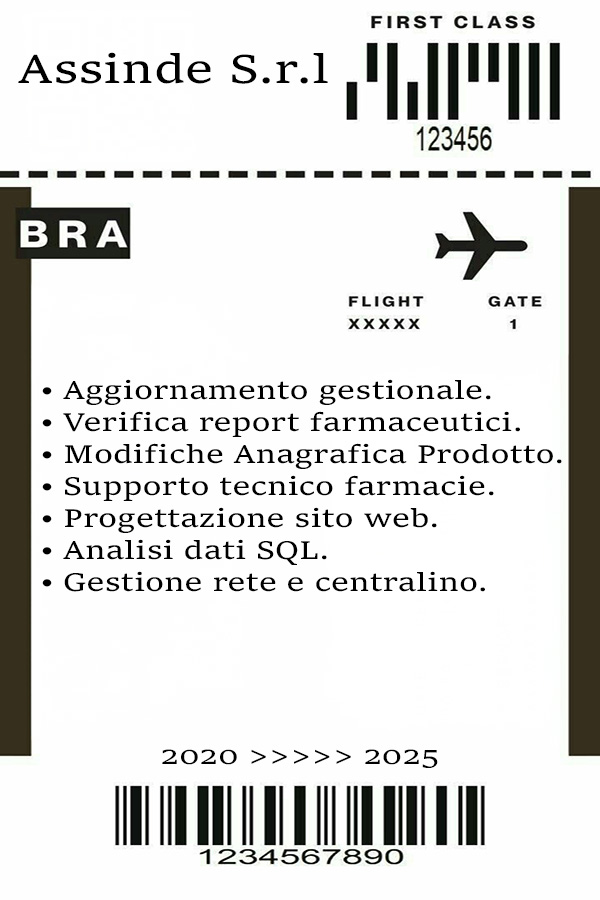 FIRST CLASS
Assinde S.r.l
123456
BRA
FLIGHT GATE
XXXXX 1
• Aggiornamento gestionale.
• Verifica report farmaceutici.
• Modifiche Anagrafica Prodotto.
• Supporto tecnico farmacie.
• Progettazione sito web.
• Analisi dati SQL.
• Gestione rete e centralino.
2020 >>>>> 2025
1234567890